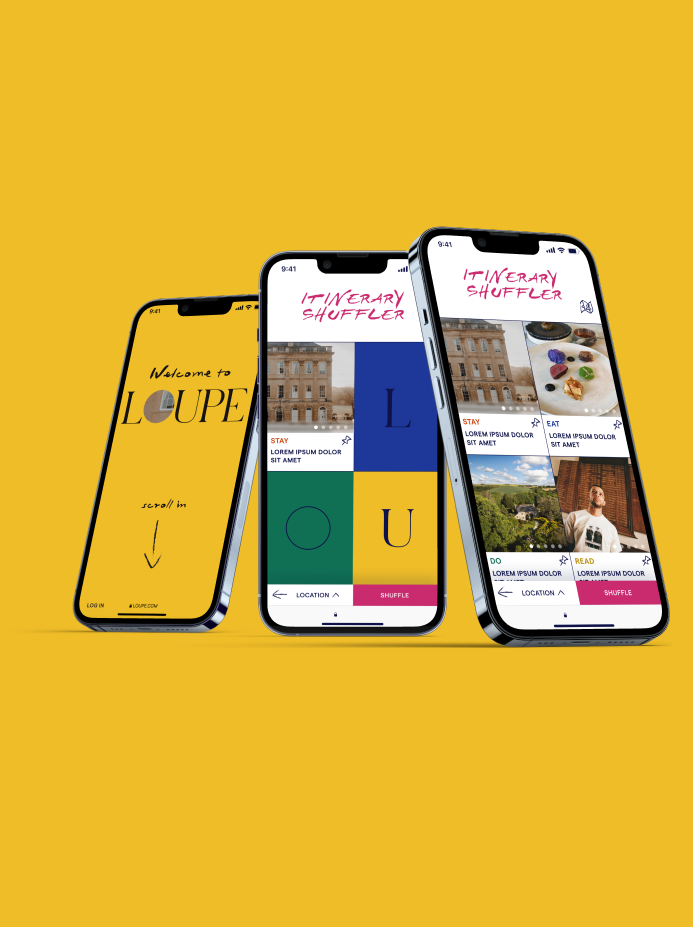 9:41
Welcome to
LOUPE
scroll in
LOG IN
LOUPE.COM
9:41
ITINERARY
SHUFFLER
STAY
LOREM IPSUM DOLOR
SIT AMET
L
O
U
LOCATION
SHUFFLE
9:41
ITINERARY
SHUFFLER
STAY
LOREM IPSUM DOLOR
SIT AMET
EAT
LOREM IPSUM DOLOR
SIT AMET
DO
LOREM IPSUM DOLOR
SIT AMET
READ
LOREM IPSUM DOLOR
SIT AMET
LOCATION
SHUFFLE